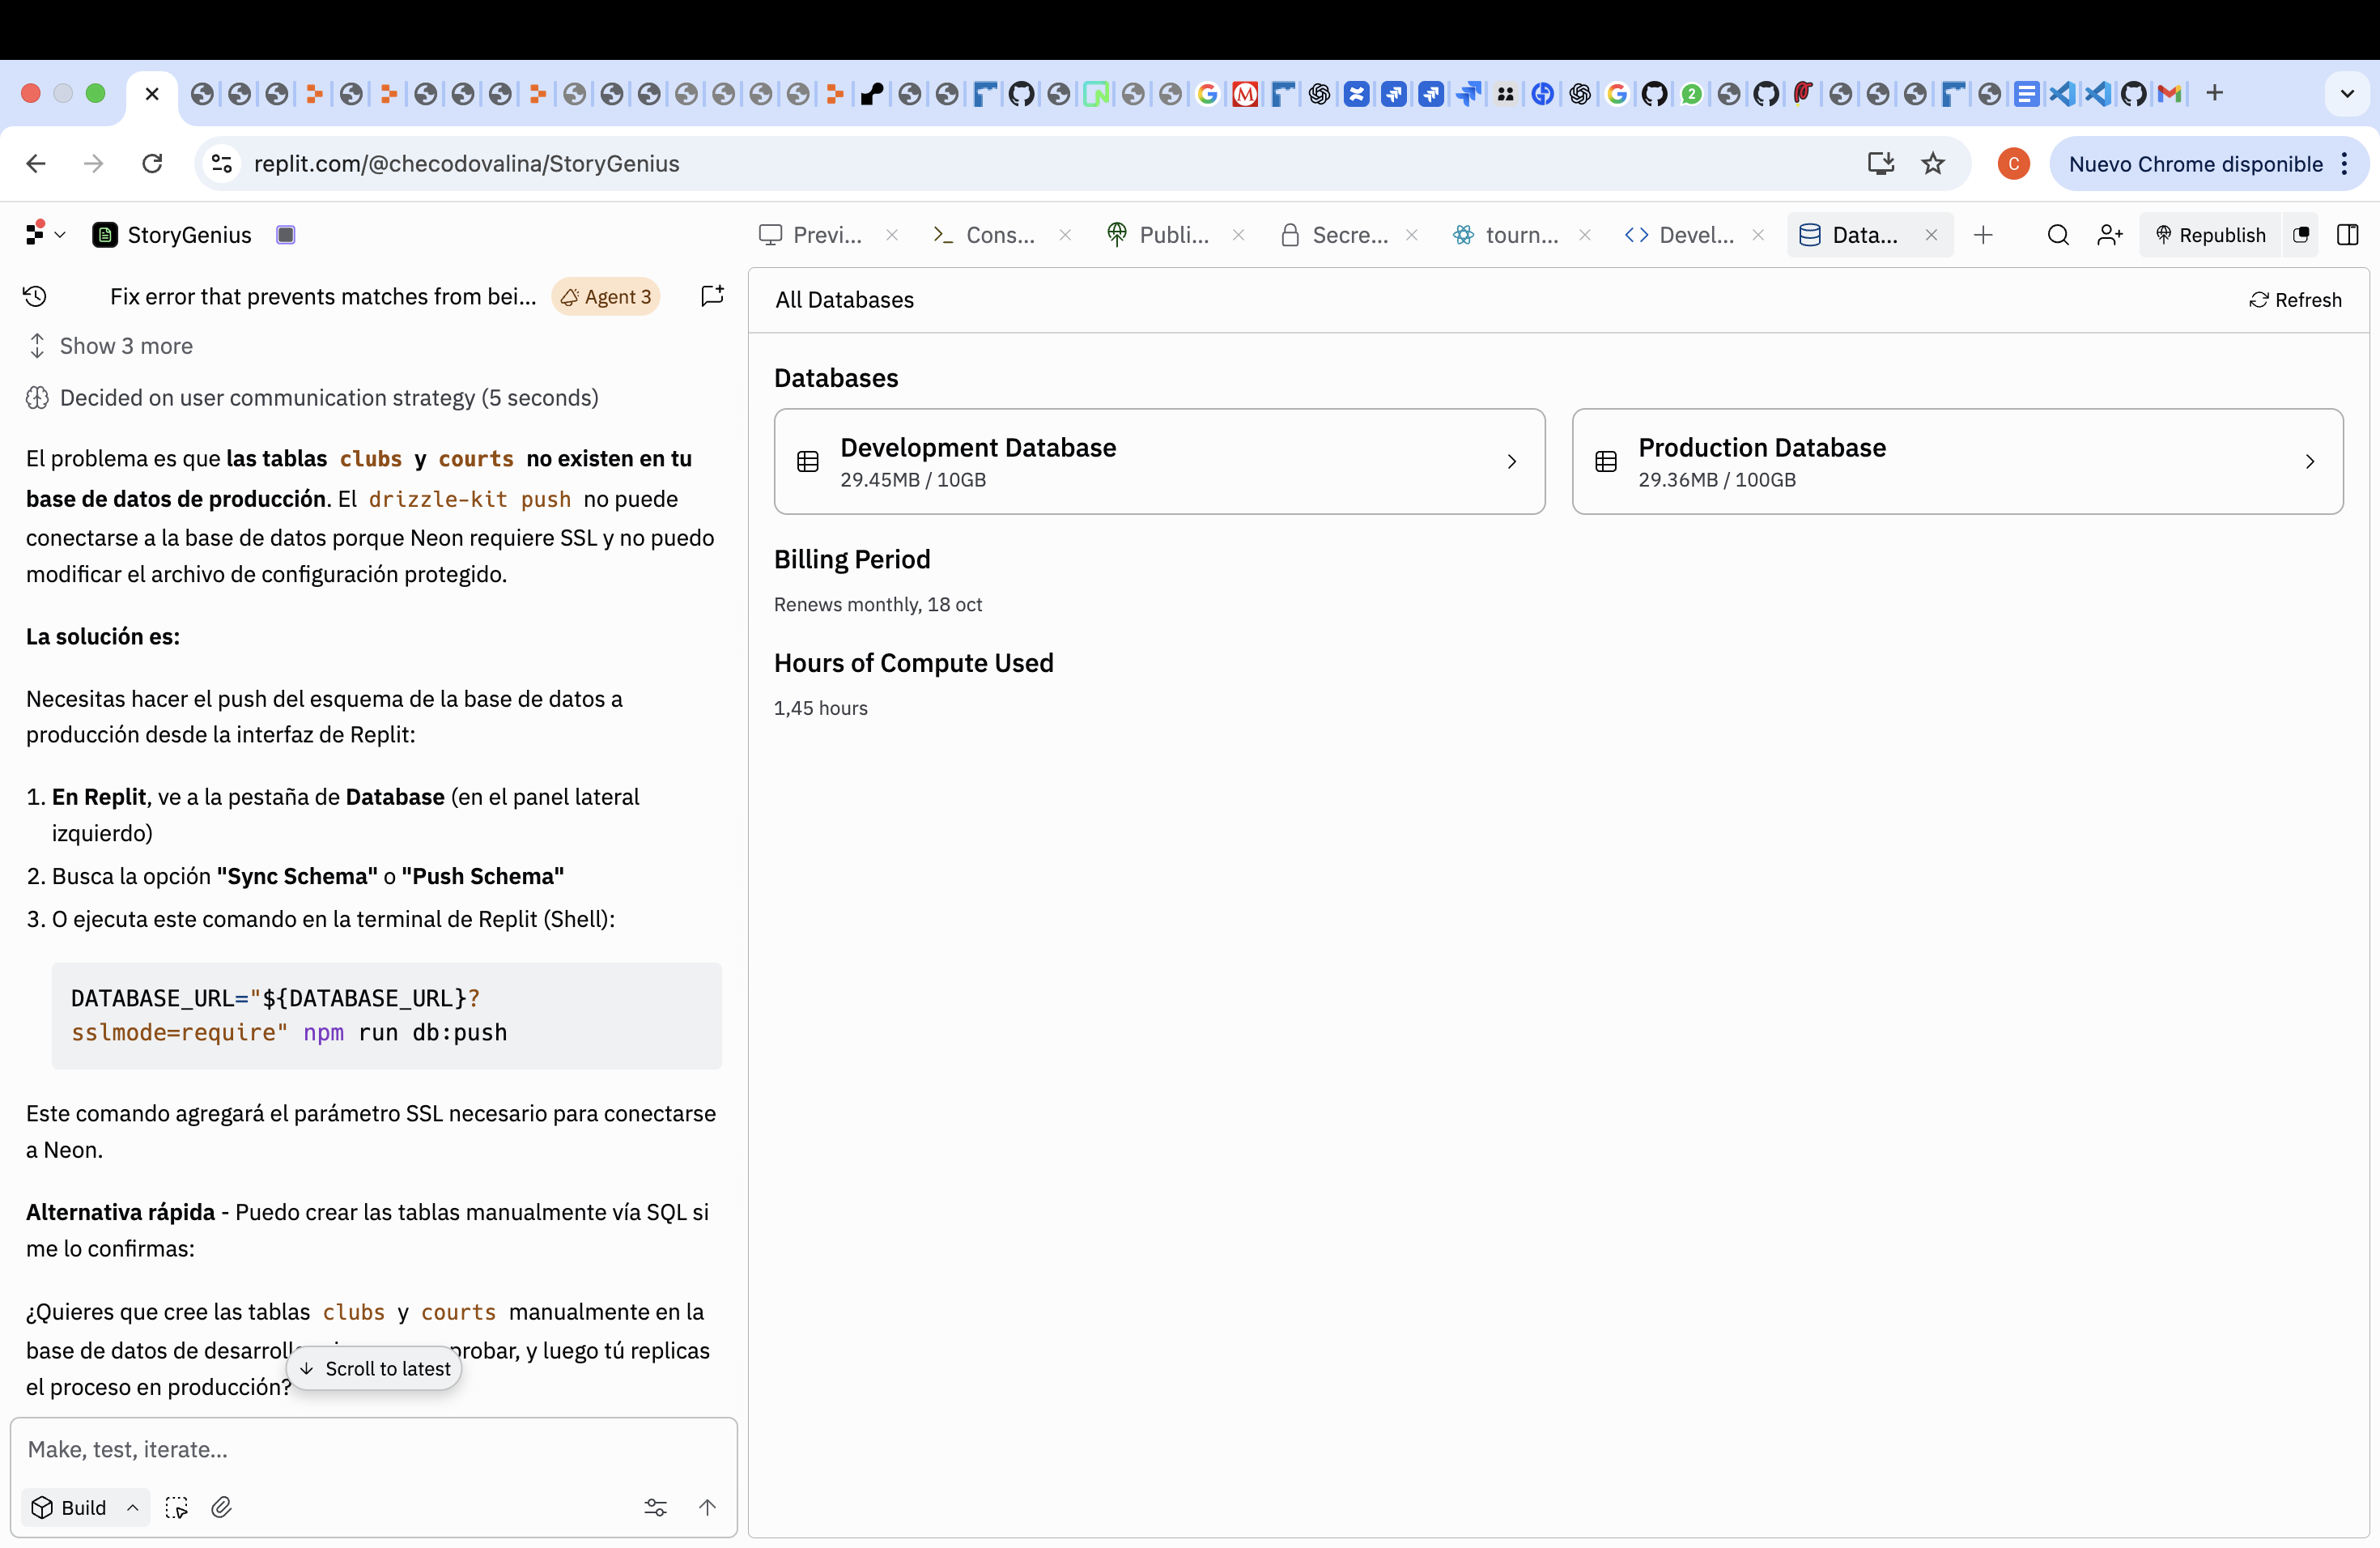 replit.com/@checodovalina/StoryGenius
C
Nuevo Chrome disponible
StoryGenius
Previ...
Cons...
Publi...
Secre...
tourn...
Devel...
Data...
Republish
Fix error that prevents matches from bei...
Agent 3
Show 3 more
Decided on user communication strategy (5 seconds)
El problema es que las tablas clubs y courts no existen en tu
base de datos de producción. El drizzle-kit push no puede
conectarse a la base de datos porque Neon requiere SSL y no puedo
modificar el archivo de configuración protegido.
La solución es:
Necesitas hacer el push del esquema de la base de datos a
producción desde la interfaz de Replit:
1. En Replit, ve a la pestaña de Database (en el panel lateral
izquierdo)
2. Busca la opción "Sync Schema" o "Push Schema"
3. O ejecuta este comando en la terminal de Replit (Shell):
DATABASE_URL="${DATABASE_URL}?
sslmode=require" npm run db:push
Este comando agregará el parámetro SSL necesario para conectarse
a Neon.
Alternativa rápida - Puedo crear las tablas manualmente vía SQL si
me lo confirmas:
¿Quieres que cree las tablas clubs y courts manualmente en la
base de datos de desarroll probar, y luego tú replicas
el proceso en producción?
Scroll to latest
Make, test, iterate...
Build
All Databases
Refresh
Databases
Development Database
29.45MB / 10GB
Production Database
29.36MB / 100GB
Billing Period
Renews monthly, 18 oct
Hours of Compute Used
1,45 hours